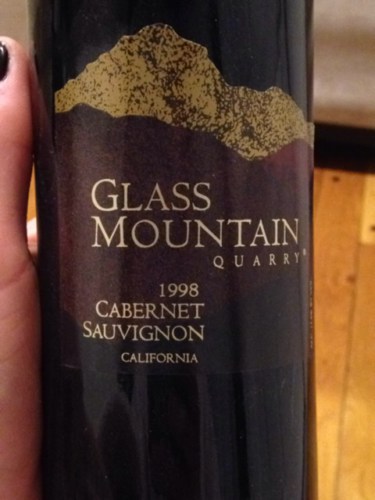 GLASS
MOUNTAIN
QUARRY®
1998
CABERNET
SAUVIGNON
CALIFORNIA